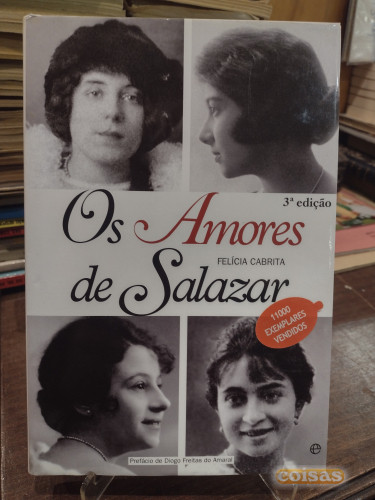 3ª edição
Os Amores
FELÍCIA CABRITA
de Salazar
11000
EXEMPLARES
VENDIDOS
Prefácio de Diogo Freitas do Amaral
e
coisas